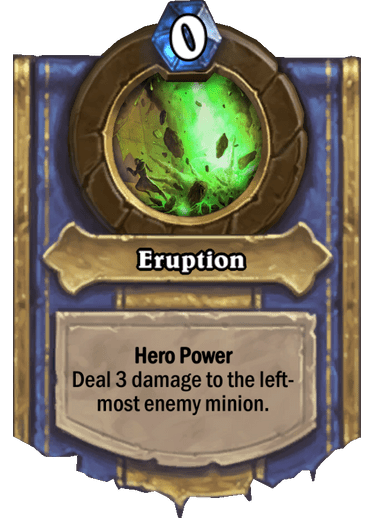 0
Eruption
Hero Power
Deal 3 damage to the left-
most enemy minion.